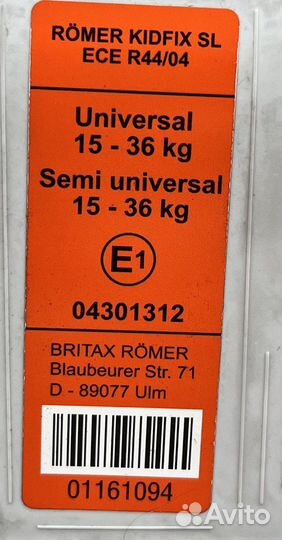 RÖMER KIDFIX SL
ECE R44/04
Universal
15 - 36 kg
Semi universal
15 - 36 kg
E1
04301312
BRITAX RÖMER
Blaubeurer Str. 71
D - 89077 Ulm
01161094
Avito